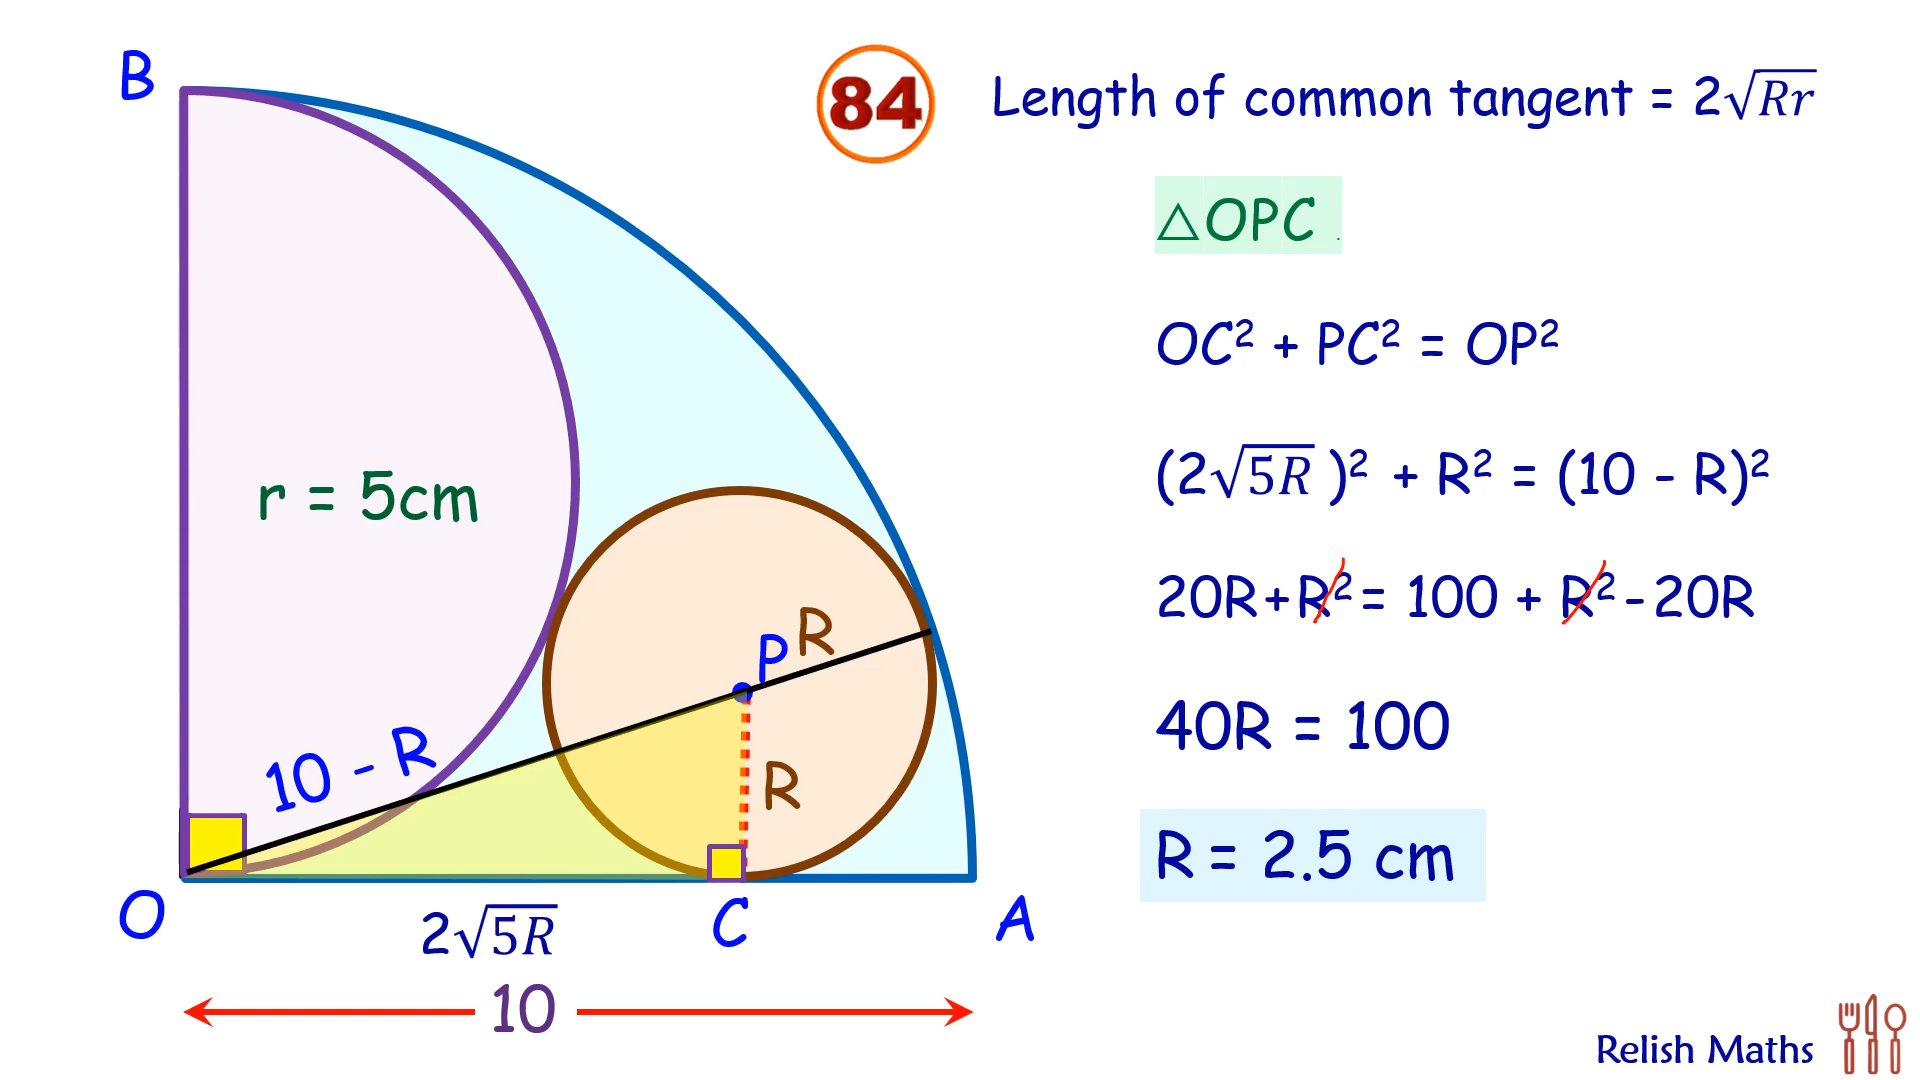 B
84
Length of common tangent = 2√Rr
△OPC .
OC² + PC² = OP²
(2√5R )² + R² = (10 - R)²
r = 5cm
20R+R²= 100 + R²-20R
R
P
10 - R
R
40R = 100
R = 2.5 cm
O
C
A
2√5R
10
Relish Maths